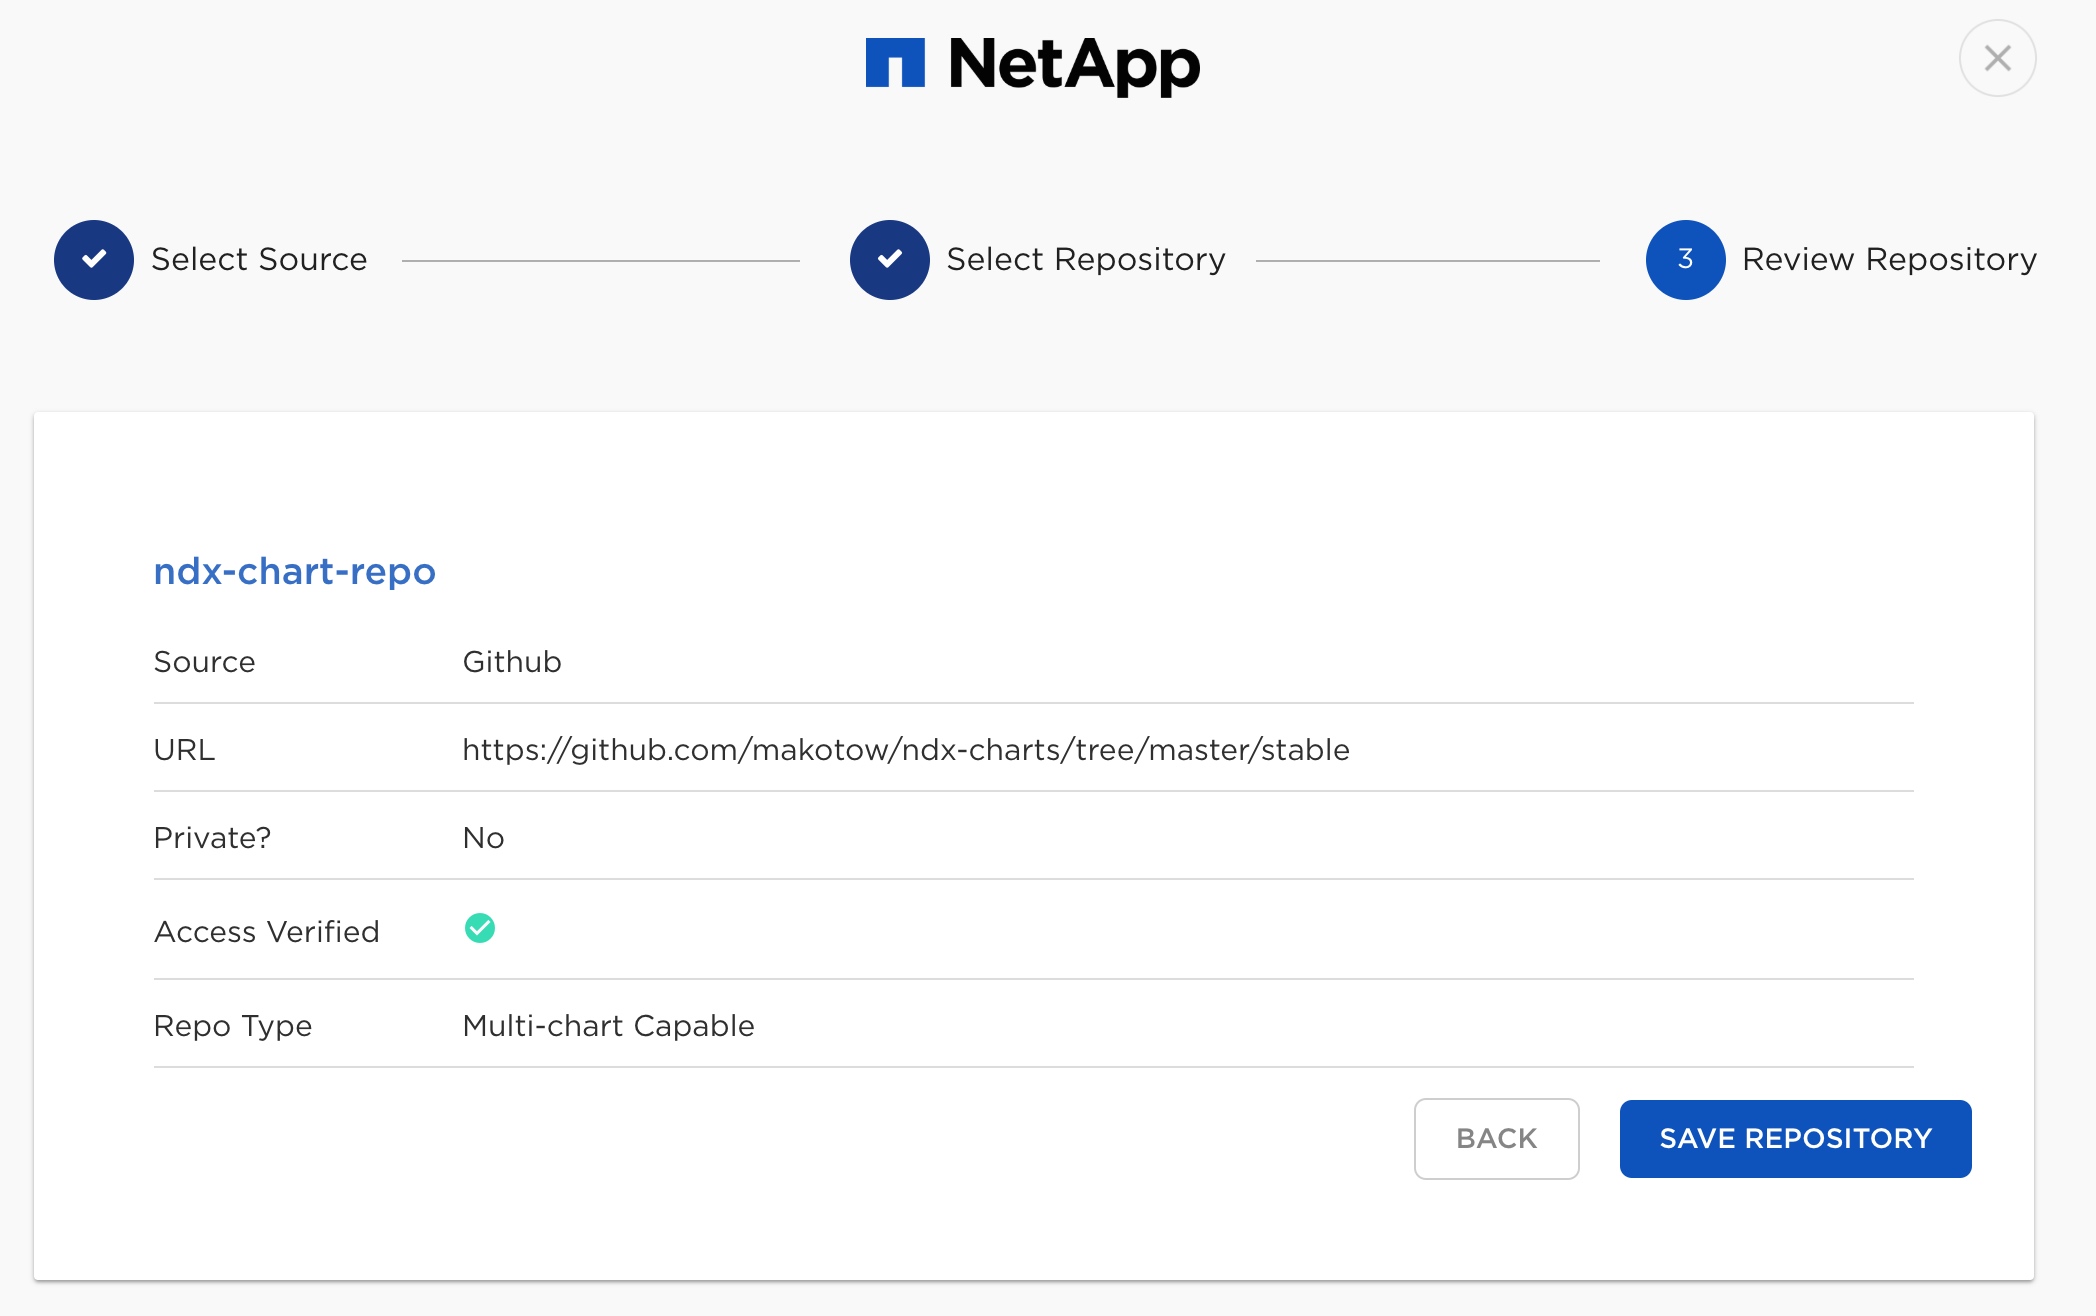 NetApp
Select Source
Select Repository
3 Review Repository
ndx-chart-repo
Source Github
URL https://github.com/makotow/ndx-charts/tree/master/stable
Private? No
Access Verified
Repo Type Multi-chart Capable
BACK SAVE REPOSITORY